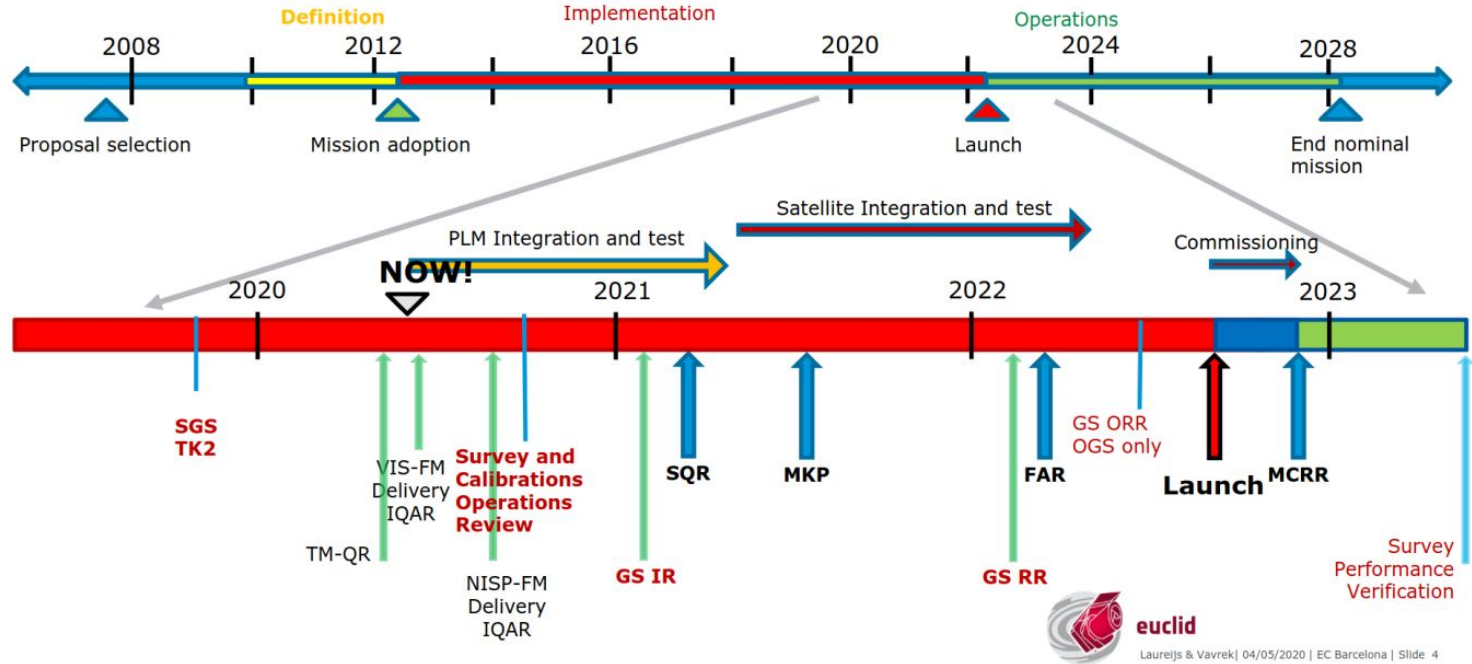 Definition
Implementation
Operations
2008
2012
2016
2020
2024
2028
Proposal selection
Mission adoption
Launch
End nominal
mission
Satellite Integration and test
PLM Integration and test
Commissioning
NOW!
2020
2021
2022
2023
SGS
TK2
VIS-FM
Delivery
IQAR
Survey and
Calibrations
Operations
Review
SQR
MKP
FAR
GS ORR
OGS only
Launch
MCRR
TM-QR
NISP-FM
Delivery
IQAR
GS IR
GS RR
Survey
Performance
Verification
euclid
Laureijs & Vavrek| 04/05/2020 | EC Barcelona | Slide 4